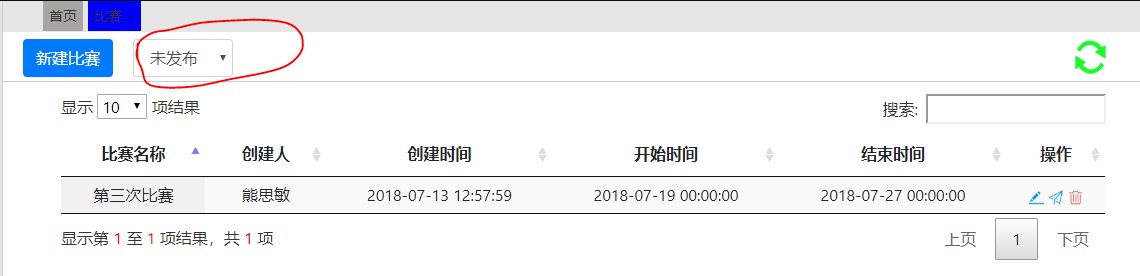 首页 比赛 ×
新建比赛 未发布
显示 10 项结果 搜索:
比赛名称 创建人 创建时间 开始时间 结束时间 操作
第三次比赛 熊思敏 2018-07-13 12:57:59 2018-07-19 00:00:00 2018-07-27 00:00:00
显示第 1 至 1 项结果，共 1 项 上页 1 下页